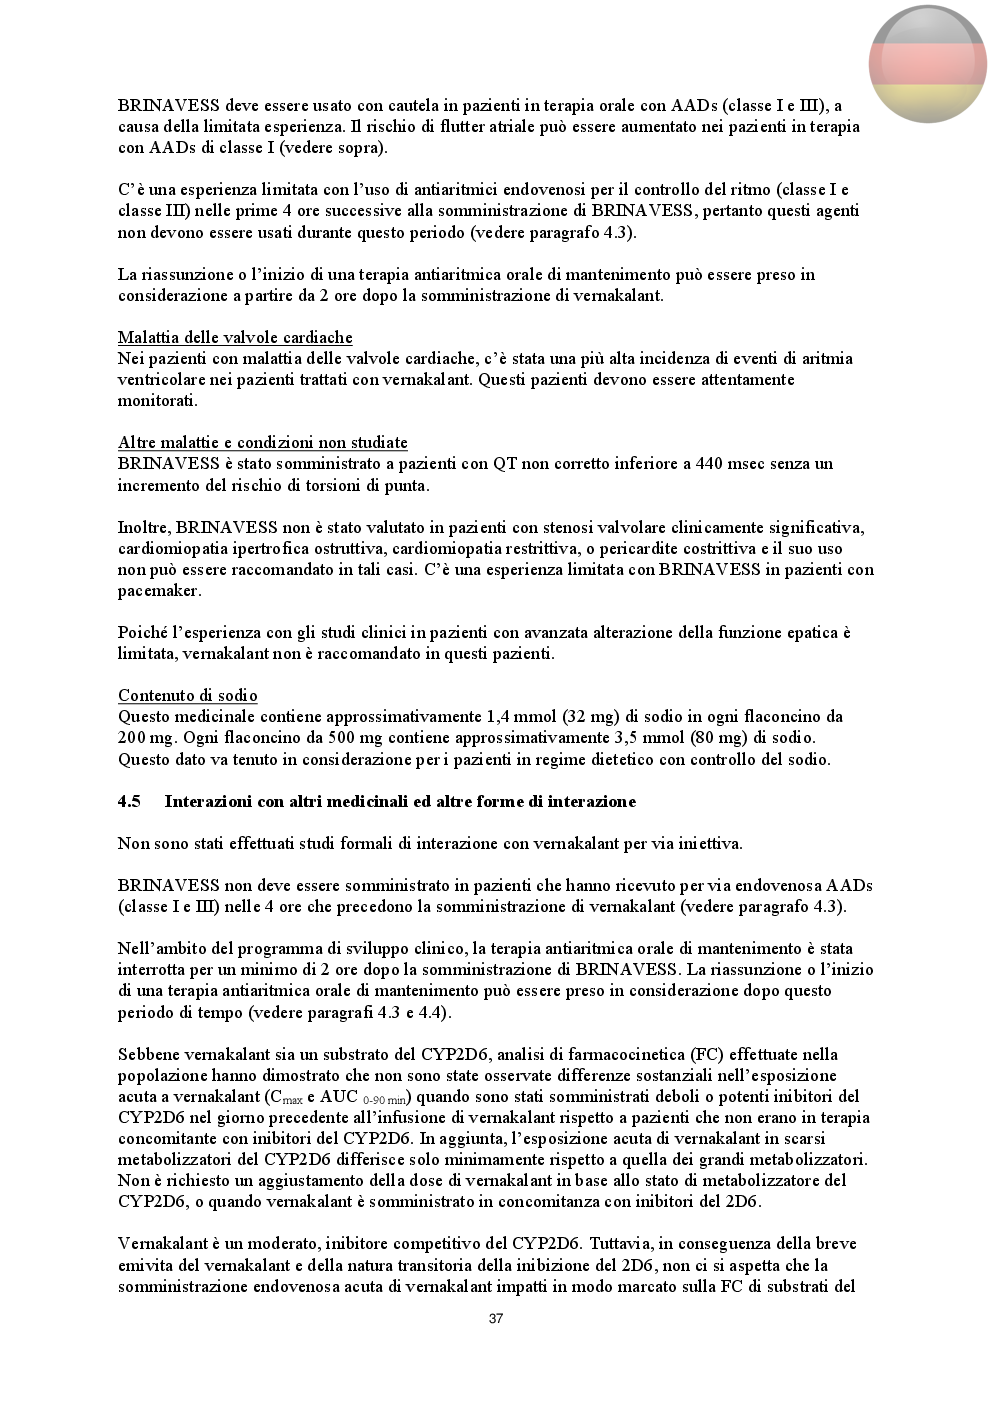 BRINAVESS deve essere usato con cautela in pazienti in terapia orale con AADs (classe I e III), a
causa della limitata esperienza. Il rischio di flutter atriale può essere aumentato nei pazienti in terapia
con AADs di classe I (vedere sopra).
C’è una esperienza limitata con l’uso di antiaritmici endovenosi per il controllo del ritmo (classe I e
classe III) nelle prime 4 ore successive alla somministrazione di BRINAVESS, pertanto questi agenti
non devono essere usati durante questo periodo (vedere paragrafo 4.3).
La riassunzione o l’inizio di una terapia antiaritmica orale di mantenimento può essere preso in
considerazione a partire da 2 ore dopo la somministrazione di vernakalant.
Malattia delle valvole cardiache
Nei pazienti con malattia delle valvole cardiache, c’è stata una più alta incidenza di eventi di aritmia
ventricolare nei pazienti trattati con vernakalant. Questi pazienti devono essere attentamente
monitorati.
Altre malattie e condizioni non studiate
BRINAVESS è stato somministrato a pazienti con QT non corretto inferiore a 440 msec senza un
incremento del rischio di torsioni di punta.
Inoltre, BRINAVESS non è stato valutato in pazienti con stenosi valvolare clinicamente significativa,
cardiomiopatia ipertrofica ostruttiva, cardiomiopatia restrittiva, o pericardite costrittiva e il suo uso
non può essere raccomandato in tali casi. C’è una esperienza limitata con BRINAVESS in pazienti con
pacemaker.
Poiché l’esperienza con gli studi clinici in pazienti con avanzata alterazione della funzione epatica è
limitata, vernakalant non è raccomandato in questi pazienti.
Contenuto di sodio
Questo medicinale contiene approssimativamente 1,4 mmol (32 mg) di sodio in ogni flaconcino da
200 mg. Ogni flaconcino da 500 mg contiene approssimativamente 3,5 mmol (80 mg) di sodio.
Questo dato va tenuto in considerazione per i pazienti in regime dietetico con controllo del sodio.
4.5 Interazioni con altri medicinali ed altre forme di interazione
Non sono stati effettuati studi formali di interazione con vernakalant per via iniettiva.
BRINAVESS non deve essere somministrato in pazienti che hanno ricevuto per via endovenosa AADs
(classe I e III) nelle 4 ore che precedono la somministrazione di vernakalant (vedere paragrafo 4.3).
Nell’ambito del programma di sviluppo clinico, la terapia antiaritmica orale di mantenimento è stata
interrotta per un minimo di 2 ore dopo la somministrazione di BRINAVESS. La riassunzione o l’inizio
di una terapia antiaritmica orale di mantenimento può essere preso in considerazione dopo questo
periodo di tempo (vedere paragrafi 4.3 e 4.4).
Sebbene vernakalant sia un substrato del CYP2D6, analisi di farmacocinetica (FC) effettuate nella
popolazione hanno dimostrato che non sono state osservate differenze sostanziali nell’esposizione
acuta a vernakalant (Cmax e AUC 0-90 min) quando sono stati somministrati deboli o potenti inibitori del
CYP2D6 nel giorno precedente all’infusione di vernakalant rispetto a pazienti che non erano in terapia
concomitante con inibitori del CYP2D6. In aggiunta, l’esposizione acuta di vernakalant in scarsi
metabolizzatori del CYP2D6 differisce solo minimamente rispetto a quella dei grandi metabolizzatori.
Non è richiesto un aggiustamento della dose di vernakalant in base allo stato di metabolizzatore del
CYP2D6, o quando vernakalant è somministrato in concomitanza con inibitori del 2D6.
Vernakalant è un moderato, inibitore competitivo del CYP2D6. Tuttavia, in conseguenza della breve
emivita del vernakalant e della natura transitoria della inibizione del 2D6, non ci si aspetta che la
somministrazione endovenosa acuta di vernakalant impatti in modo marcato sulla FC di substrati del
37